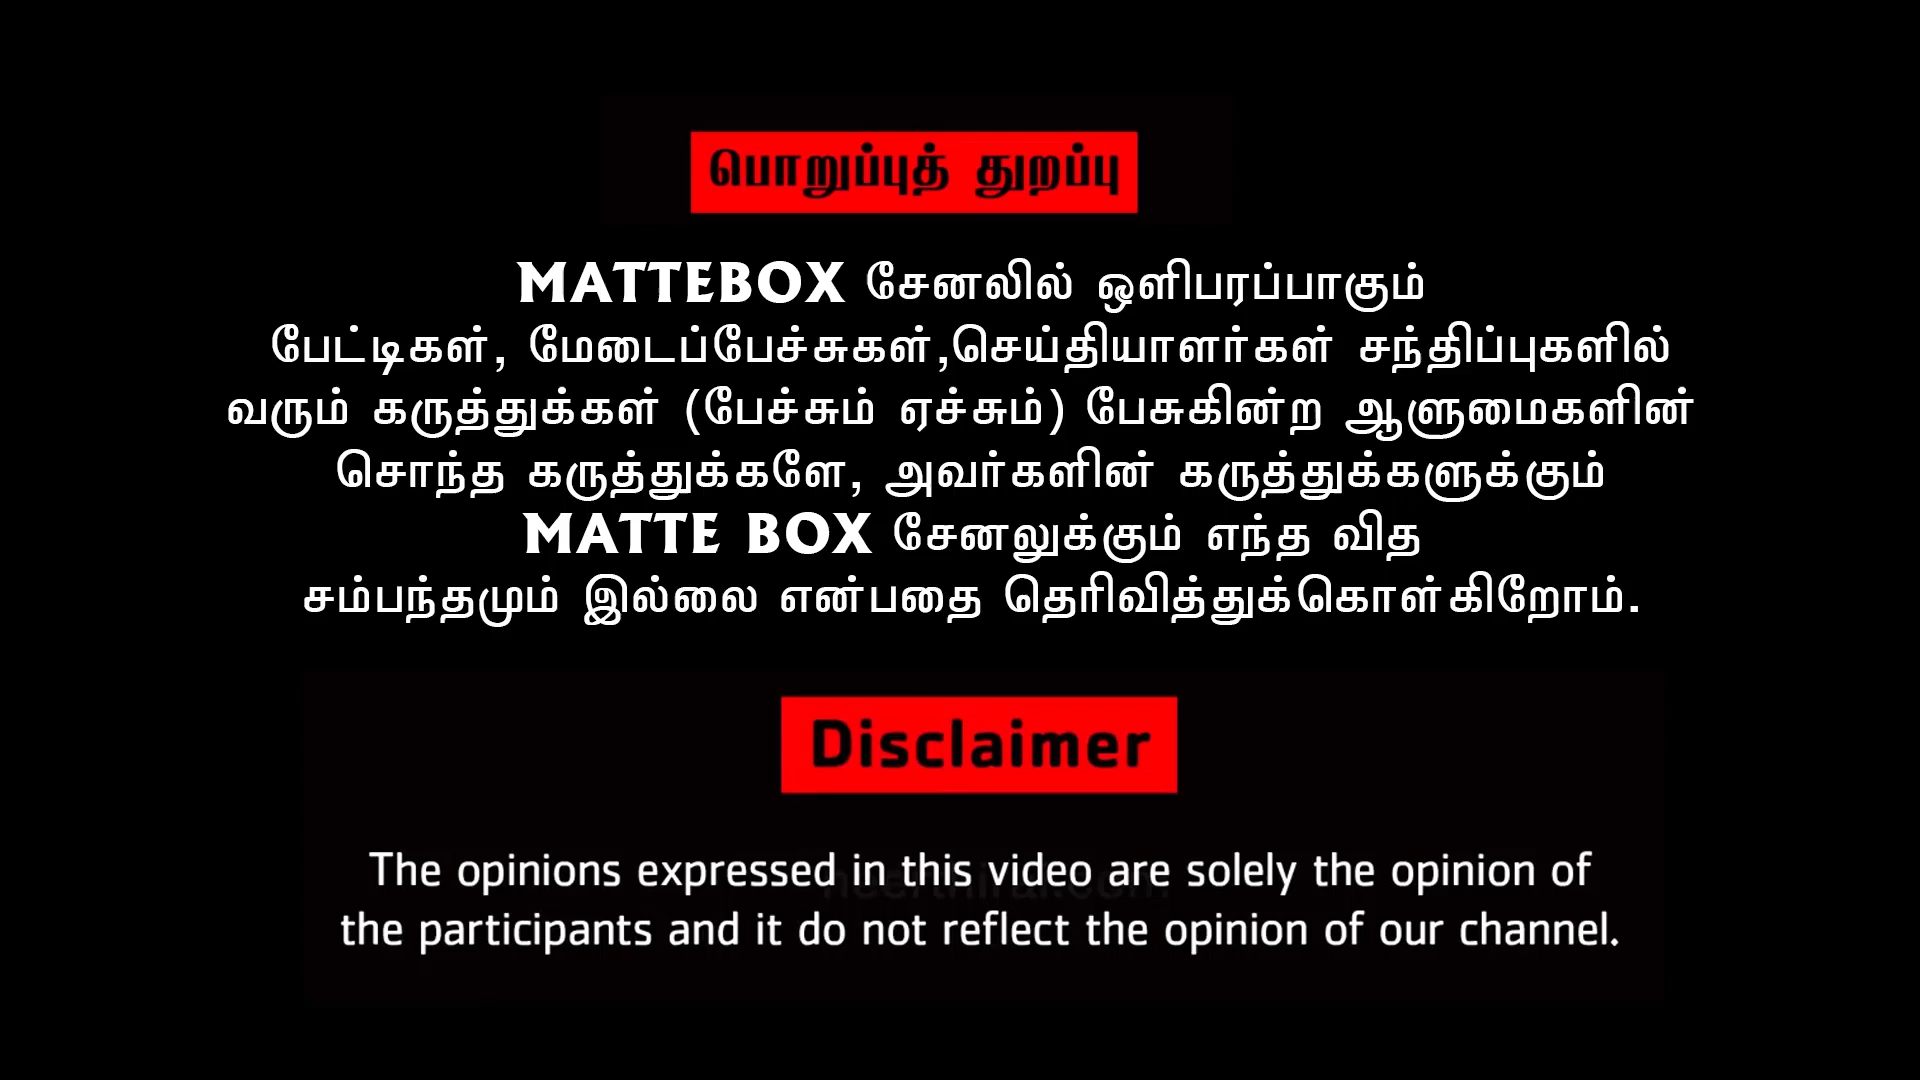 பொறுப்புத் துறப்பு
MATTEBOX சேனலில் ஒளிபரப்பாகும்
பேட்டிகள், மேடைப்பேச்சுகள்,செய்தியாளர்கள் சந்திப்புகளில்
வரும் கருத்துக்கள் (பேச்சும் ஏச்சும்) பேசுகின்ற ஆளுமைகளின்
சொந்த கருத்துக்களே, அவர்களின் கருத்துக்களுக்கும்
MATTE BOX சேனலுக்கும் எந்த வித
சம்பந்தமும் இல்லை என்பதை தெரிவித்துக்கொள்கிறோம்.
Disclaimer
The opinions expressed in this video are solely the opinion of
the participants and it do not reflect the opinion of our channel.